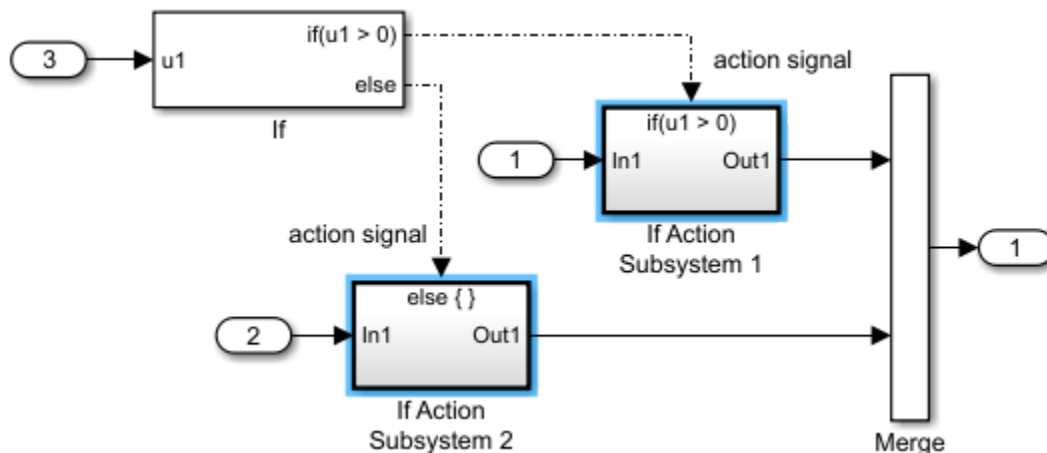 3
u1
if(u1 > 0)
else
If
action signal
1
if(u1 > 0)
In1
Out1
If Action
Subsystem 1
1
action signal
2
else { }
In1
Out1
If Action
Subsystem 2
Merge